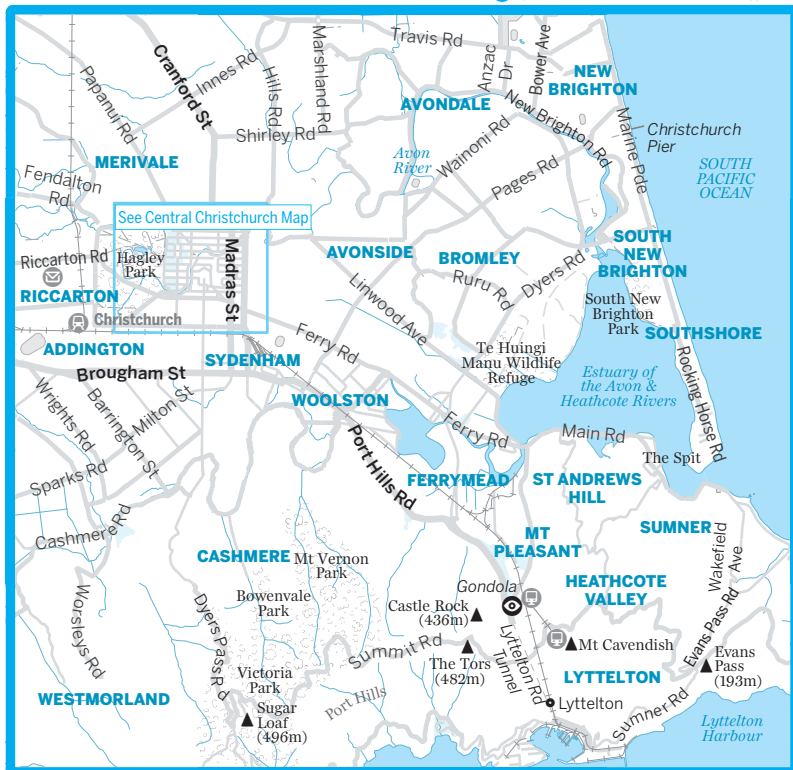 Travis Rd
Cranford St
Papanui Rd
Innes Rd
Hills Rd
Marshland Rd
Anzac
Dr
Bower Ave
NEW
BRIGHTON
AVONDALE
New Brighton Rd
Shirley Rd
Wainoni Rd
Marine Pde
Christchurch
Pier
MERIVALE
Avon
River
Pages Rd
SOUTH
PACIFIC
OCEAN
Fendalton
Rd
See Central Christchurch Map
Riccarton Rd
Hagley
Park
Madras St
AVONSIDE
BROMLEY
Dyers Rd
SOUTH
NEW
BRIGHTON
RICCARTON
Ruru Rd
Linwood Ave
South New
Brighton
Park
Christchurch
SOUTHSHORE
ADDINGTON
SYDENHAM
Ferry Rd
Te Huingi
Manu Wildlife
Refuge
Estuary of
the Avon &
Heathcote Rivers
Rocking Horse Rd
Brougham St
Wrights Rd
Barrington St
Milton St
WOOLSTON
Ferry Rd
Main Rd
The Spit
Sparks Rd
Port Hills Rd
FERRYMEAD
ST ANDREWS
HILL
Cashmere Rd
SUMNER
MT
PLEASANT
Wakefield
Ave
CASHMERE
Mt Vernon
Park
Gondola
HEATHCOTE
VALLEY
Bowenvale
Park
Castle Rock
(436m)
Worsleys Rd
Dyers Pass Rd
Summit Rd
The Tors
(482m)
Lyttelton Rd
Tunnel
Mt Cavendish
Evans Pass Rd
Evans
Pass
(193m)
Victoria
Park
LYTTELTON
WESTMORLAND
Port Hills
Sugar
Loaf
(496m)
Lyttelton
Sumner Rd
Lyttelton
Harbour